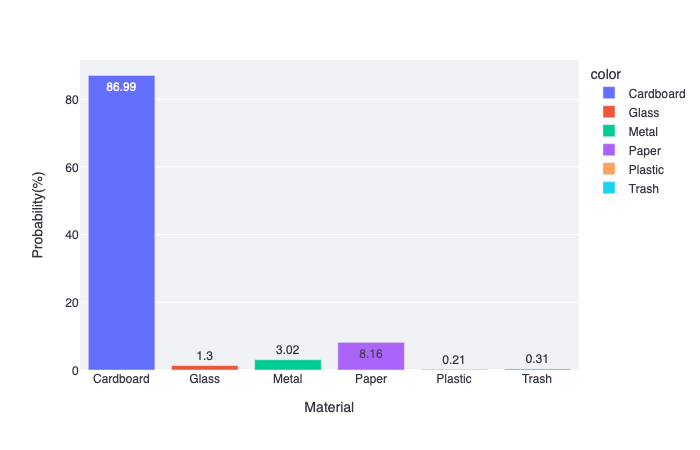 color
Cardboard
Glass
Metal
Paper
Plastic
Trash
Probability(%)
80
60
40
20
0
86.99
1.3
3.02
8.16
0.21
0.31
Cardboard Glass Metal Paper Plastic Trash
Material